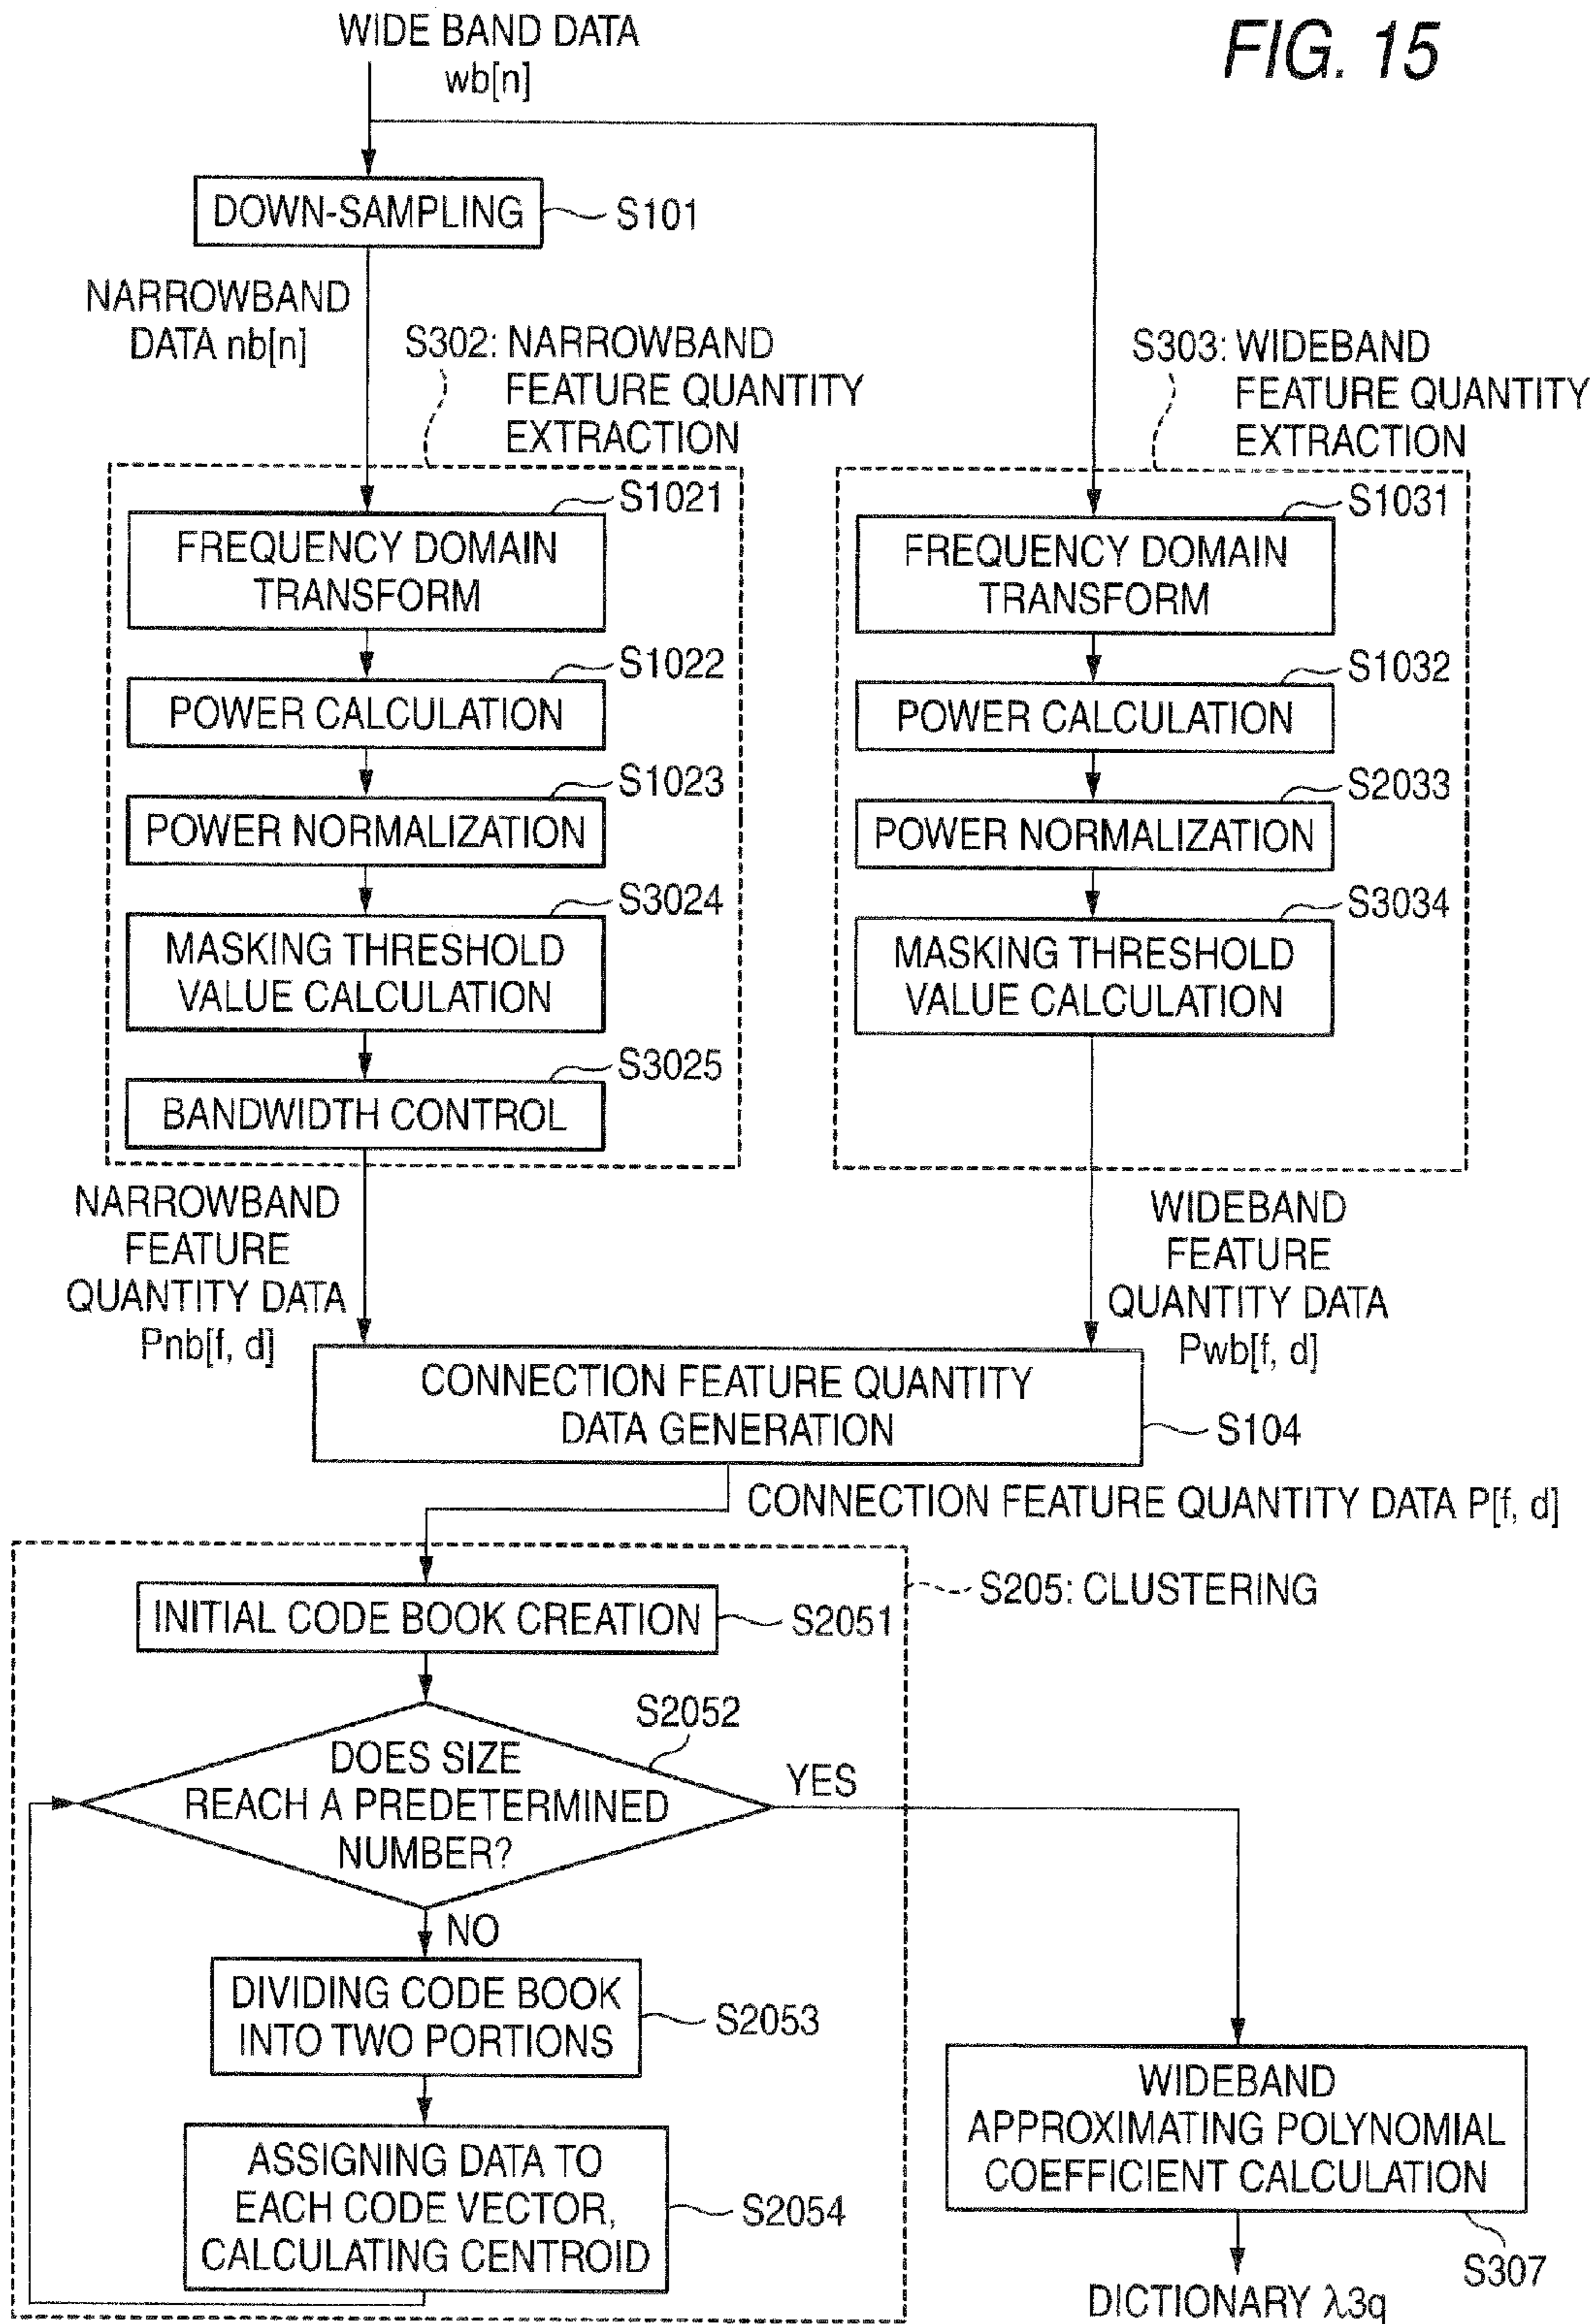 FIG. 15
WIDE BAND DATA
wb[n]
DOWN-SAMPLING
S101
NARROWBAND
DATA nb[n]
S302: NARROWBAND
FEATURE QUANTITY
EXTRACTION
S303: WIDEBAND
FEATURE QUANTITY
EXTRACTION
S1021
FREQUENCY DOMAIN
TRANSFORM
S1022
POWER CALCULATION
S1023
POWER NORMALIZATION
S3024
MASKING THRESHOLD
VALUE CALCULATION
S3025
BANDWIDTH CONTROL
S1031
FREQUENCY DOMAIN
TRANSFORM
S1032
POWER CALCULATION
S2033
POWER NORMALIZATION
S3034
MASKING THRESHOLD
VALUE CALCULATION
NARROWBAND
FEATURE
QUANTITY DATA
Pnb[f, d]
WIDEBAND
FEATURE
QUANTITY DATA
Pwb[f, d]
CONNECTION FEATURE QUANTITY
DATA GENERATION
S104
CONNECTION FEATURE QUANTITY DATA P[f, d]
S205: CLUSTERING
INITIAL CODE BOOK CREATION
S2051
S2052
DOES SIZE
REACH A PREDETERMINED
NUMBER?
YES
NO
DIVIDING CODE BOOK
INTO TWO PORTIONS
S2053
ASSIGNING DATA TO
EACH CODE VECTOR,
CALCULATING CENTROID
S2054
WIDEBAND
APPROXIMATING POLYNOMIAL
COEFFICIENT CALCULATION
S307
DICTIONARY λ3q